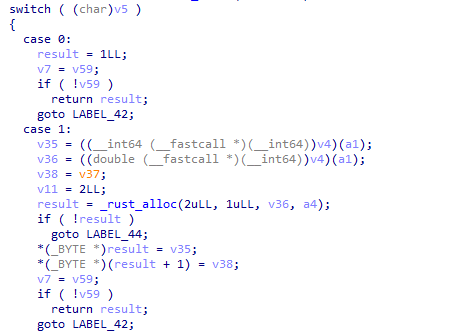 switch ( (char)v5 )
{
case 0:
result = 1LL;
v7 = v59;
if ( !v59 )
return result;
goto LABEL_42;
case 1:
v35 = ((__int64 (__fastcall *)(__int64))v4)(a1);
v36 = ((double (__fastcall *)(__int64))v4)(a1);
v38 = v37;
v11 = 2LL;
result = _rust_alloc(2uLL, 1uLL, v36, a4);
if ( !result )
goto LABEL_44;
*(_BYTE *)result = v35;
*(_BYTE *)(result + 1) = v38;
v7 = v59;
if ( !v59 )
return result;
goto LABEL_42;